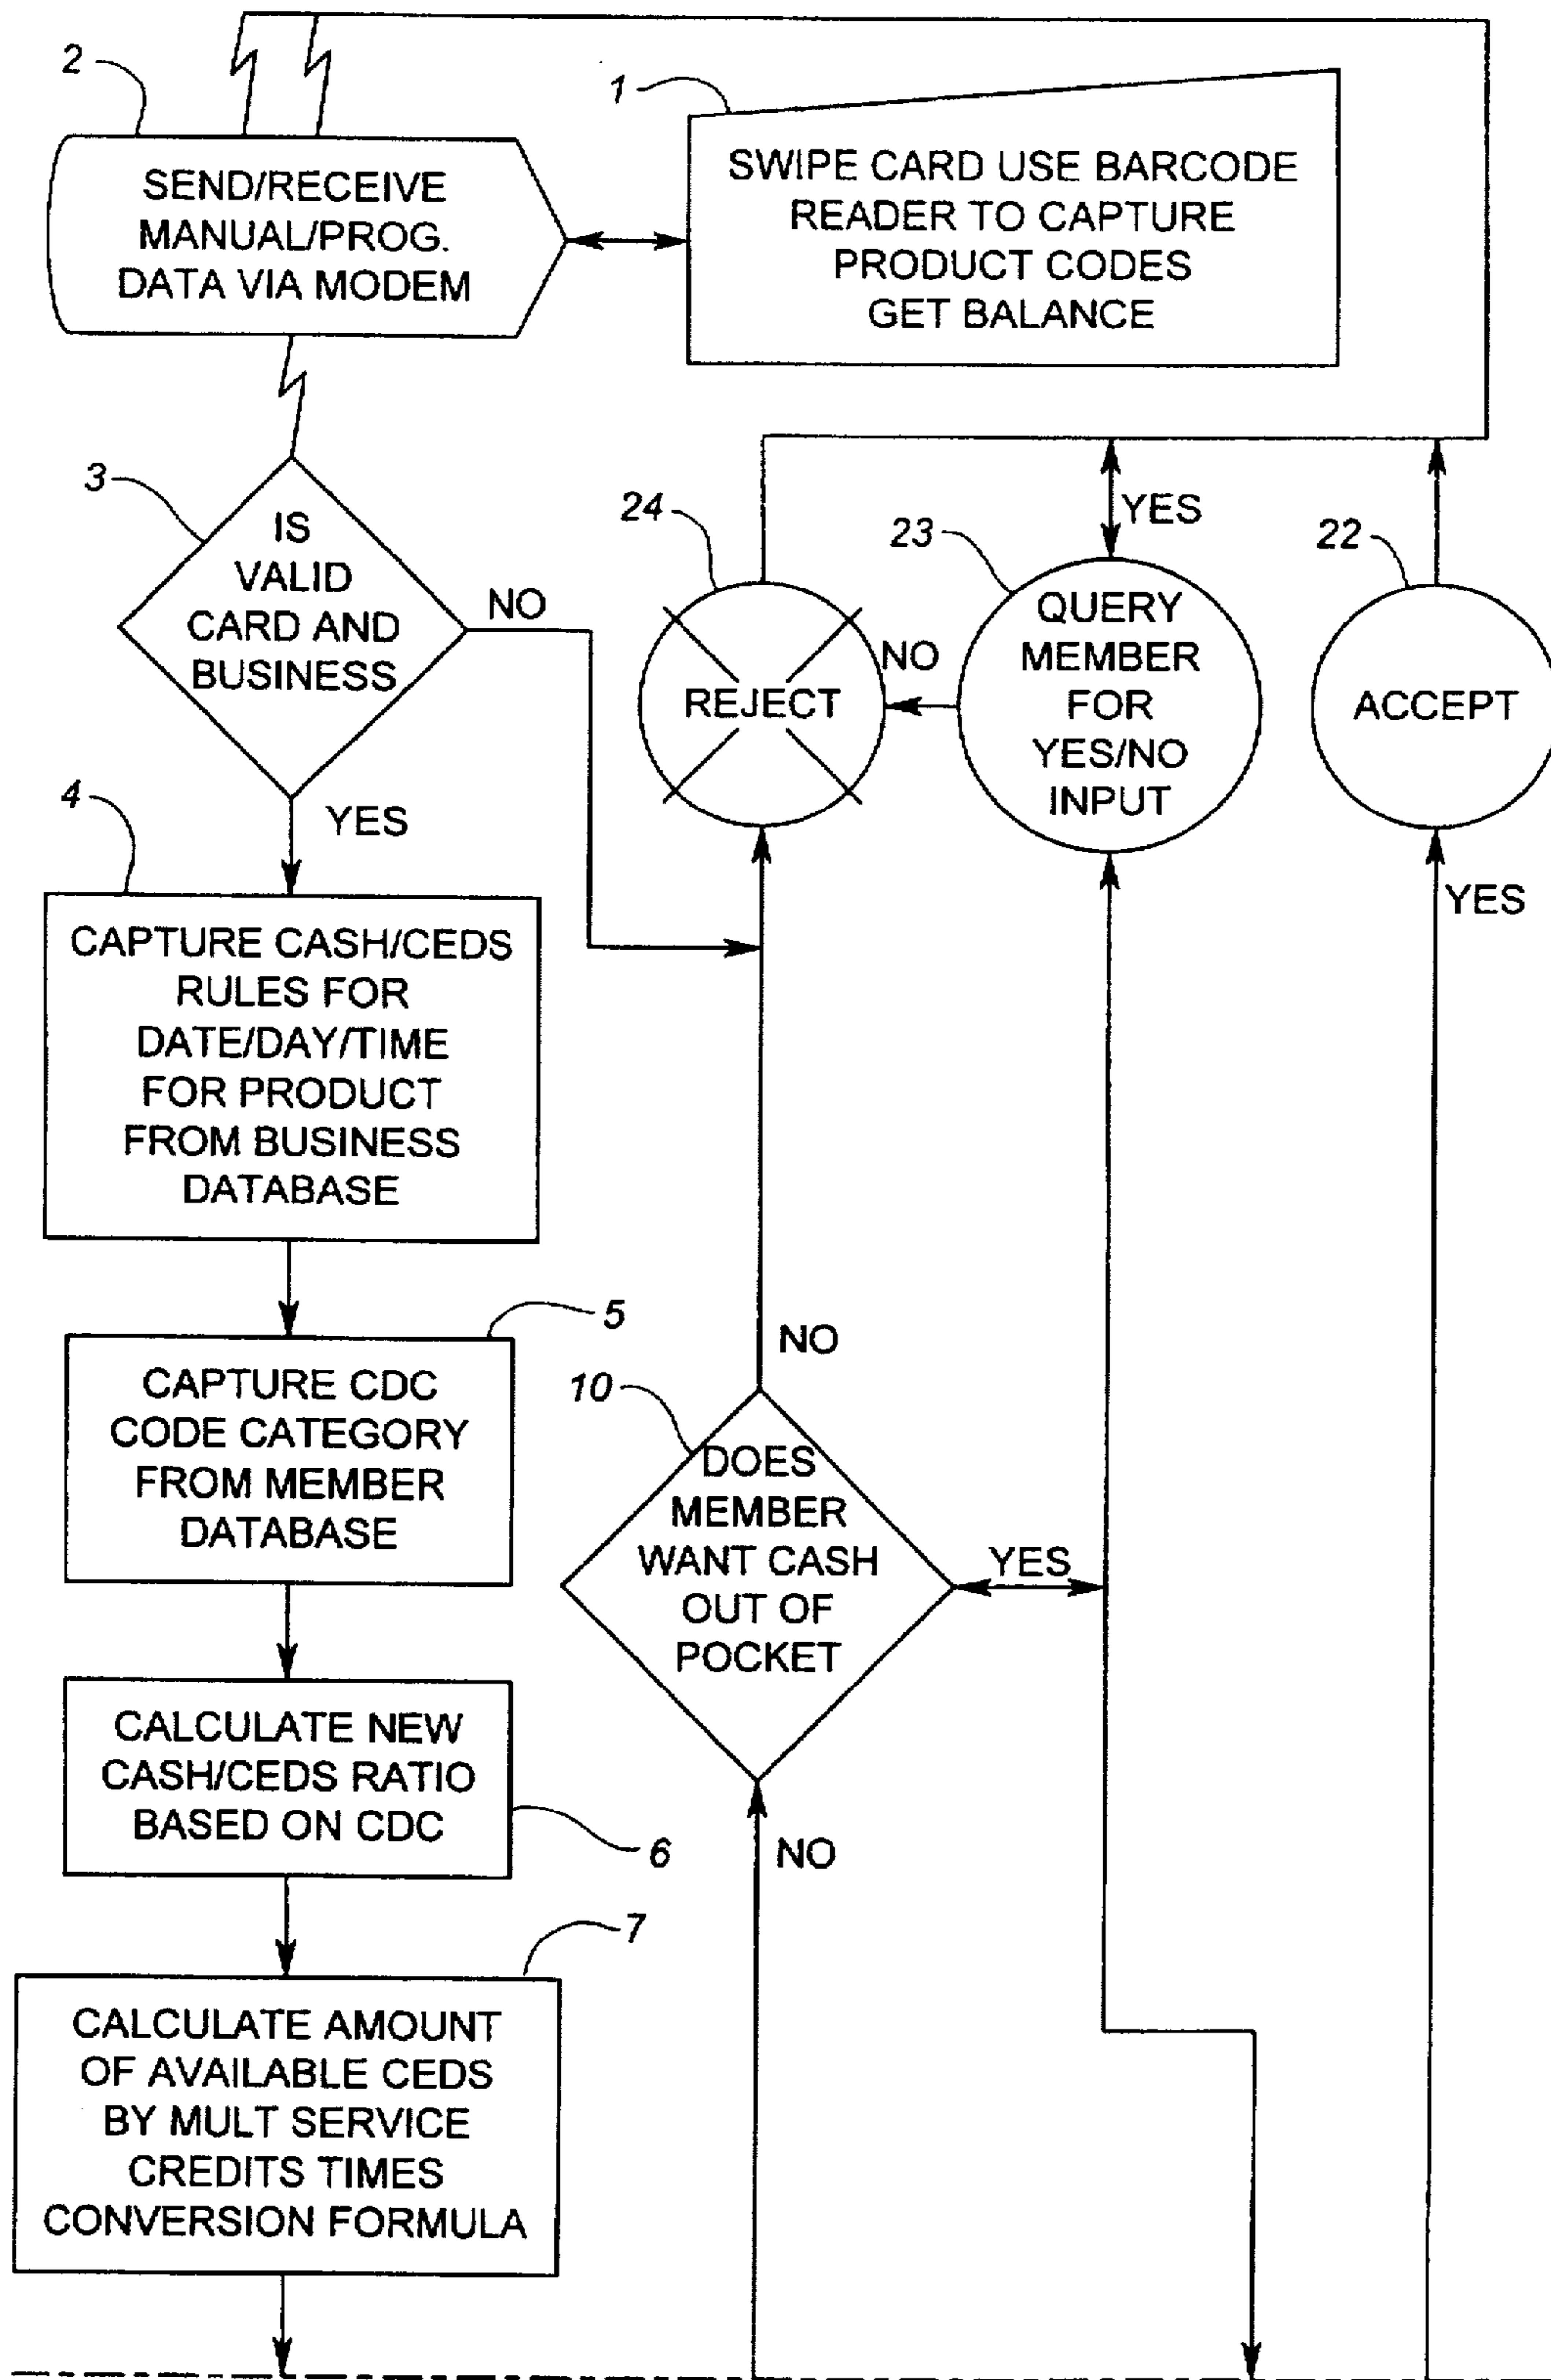 2
SEND/RECEIVE
MANUAL/PROG.
DATA VIA MODEM
1
SWIPE CARD USE BARCODE
READER TO CAPTURE
PRODUCT CODES
GET BALANCE
3
IS
VALID
CARD AND
BUSINESS
NO
YES
24
REJECT
NO
23
YES
QUERY
MEMBER
FOR
YES/NO
INPUT
22
ACCEPT
YES
4
CAPTURE CASH/CEDS
RULES FOR
DATE/DAY/TIME
FOR PRODUCT
FROM BUSINESS
DATABASE
5
CAPTURE CDC
CODE CATEGORY
FROM MEMBER
DATABASE
NO
10
DOES
MEMBER
WANT CASH
OUT OF
POCKET
YES
NO
CALCULATE NEW
CASH/CEDS RATIO
BASED ON CDC
6
7
CALCULATE AMOUNT
OF AVAILABLE CEDS
BY MULT SERVICE
CREDITS TIMES
CONVERSION FORMULA